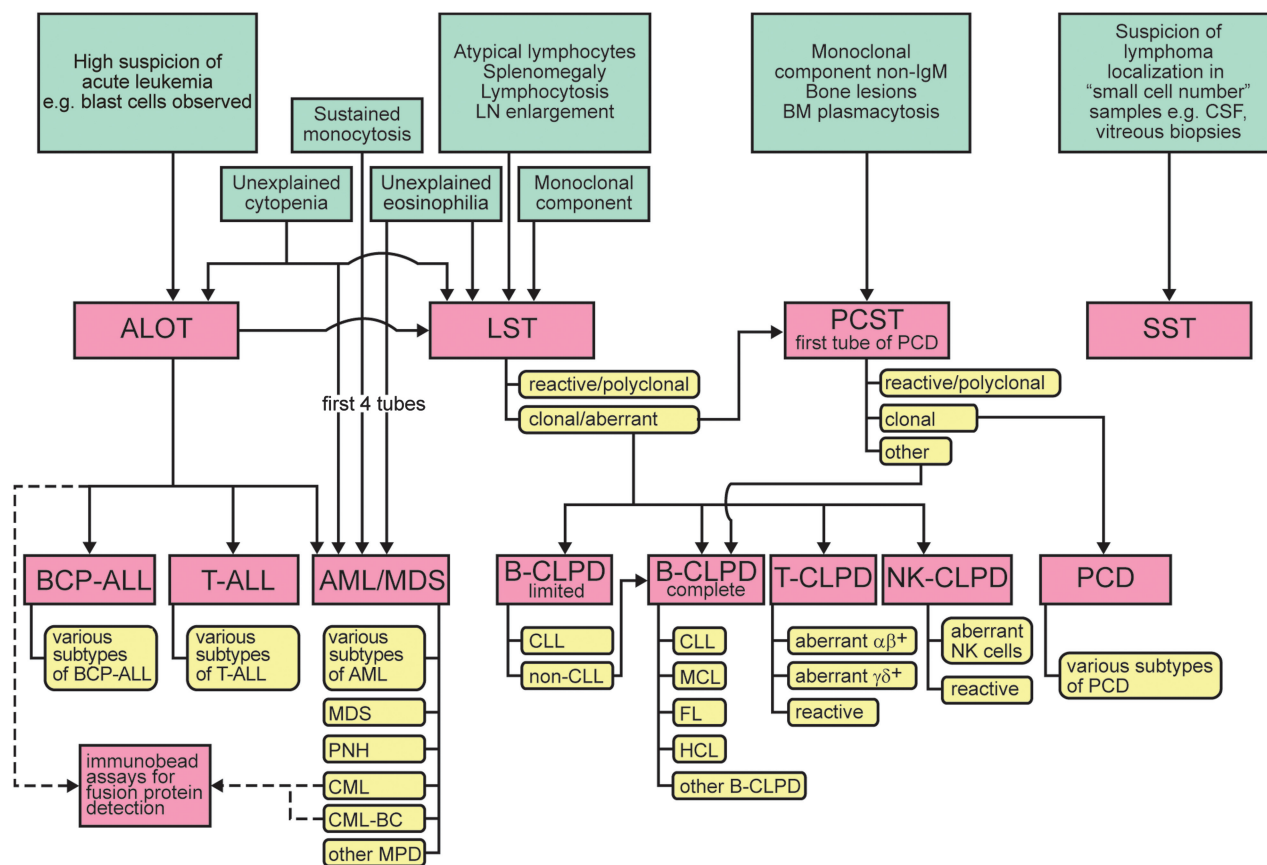 High suspicion of
acute leukemia
e.g. blast cells observed
Sustained
monocytosis
Atypical lymphocytes
Splenomegaly
Lymphocytosis
LN enlargement
Monoclonal
component non-IgM
Bone lesions
BM plasmacytosis
Suspicion of
lymphoma
localization in
“small cell number”
samples e.g. CSF,
vitreous biopsies
Unexplained
cytopenia
Unexplained
eosinophilia
Monoclonal
component
ALOT
LST
PCST
first tube of PCD
SST
reactive/polyclonal
clonal/aberrant
reactive/polyclonal
clonal
other
first 4 tubes
BCP-ALL
T-ALL
AML/MDS
B-CLPD
limited
B-CLPD
complete
T-CLPD
NK-CLPD
PCD
various
subtypes
of BCP-ALL
various
subtypes
of T-ALL
various
subtypes
of AML
MDS
PNH
CML
CML-BC
other MPD
immunobead
assays for
fusion protein
detection
CLL
non-CLL
CLL
MCL
FL
HCL
other B-CLPD
aberrant αβ+
aberrant γδ+
reactive
aberrant
NK cells
reactive
various subtypes
of PCD